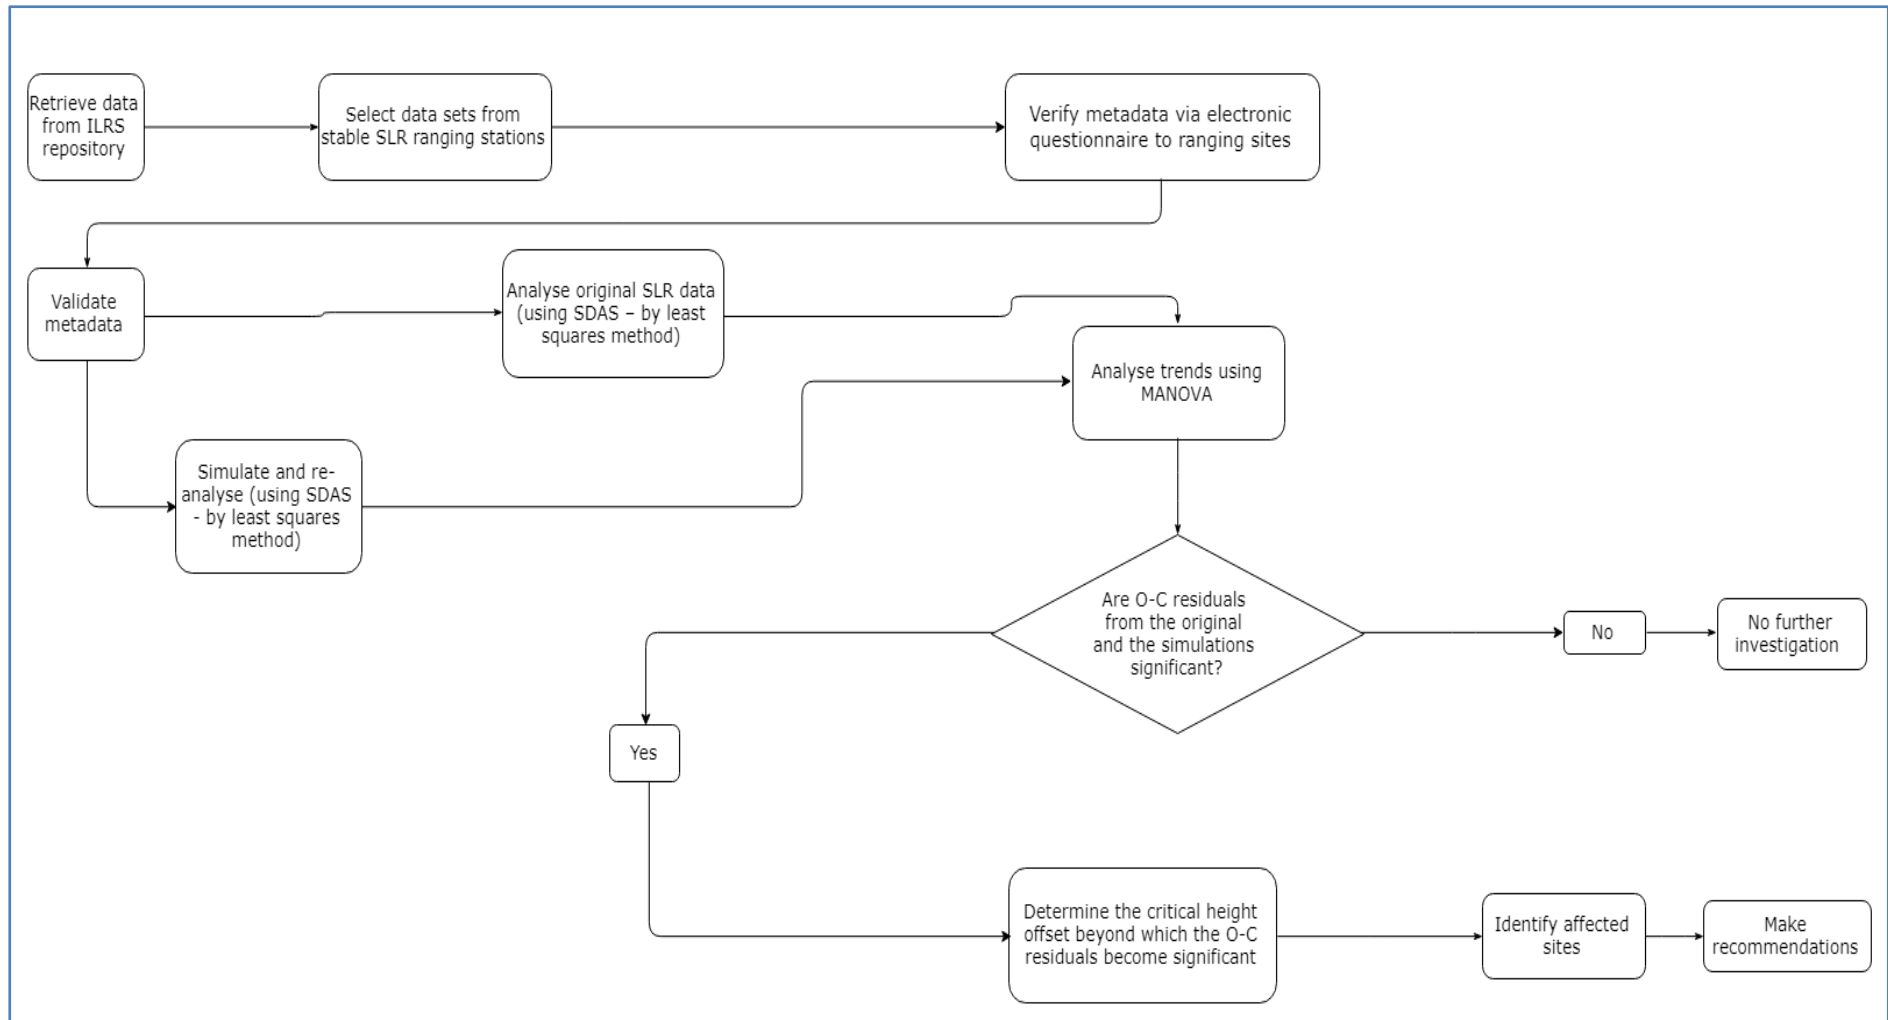 Retrieve data
from ILRS
repository
Select data sets from
stable SLR ranging stations
Verify metadata via electronic
questionnaire to ranging sites
Validate
metadata
Analyse original SLR data
(using SDAS – by least
squares method)
Analyse trends using
MANOVA
Simulate and re-
analyse (using SDAS
- by least squares
method)
Are O-C residuals
from the original
and the simulations
significant?
No
No further
investigation
Yes
Determine the critical height
offset beyond which the O-C
residuals become significant
Identify affected
sites
Make
recommendations